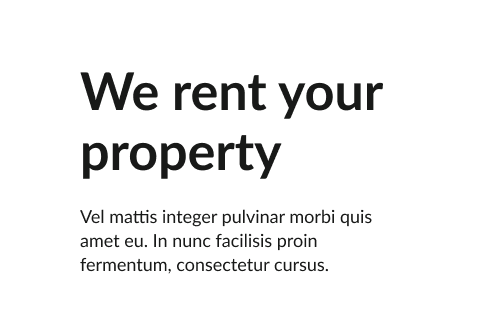 We rent your
property
Vel mattis integer pulvinar morbi quis
amet eu. In nunc facilisis proin
fermentum, consectetur cursus.